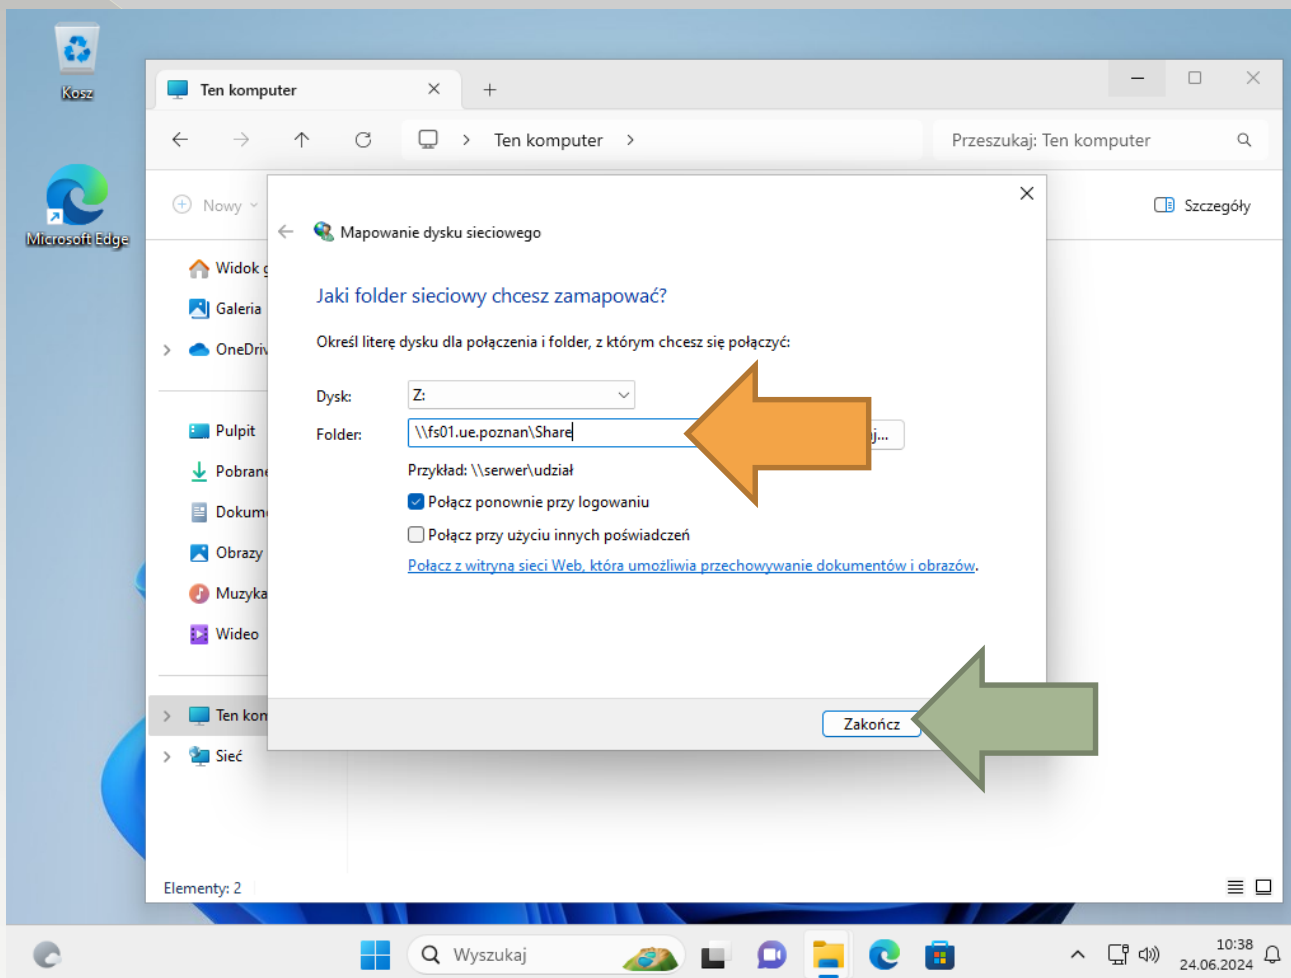 Kosz
Microsoft Edge
Ten komputer
Ten komputer
Przeszukaj: Ten komputer
Nowy
Szczegóły
Mapowanie dysku sieciowego
Widok
Galeria
Jaki folder sieciowy chcesz zamapować?
Określ literę dysku dla połączenia i folder, z którym chcesz się połączyć:
Dysk: Z:
Folder: \\fs01.ue.poznan\Share
Przykład: \\serwer\udział
Połącz ponownie przy logowaniu
Połącz przy użyciu innych poświadczeń
Połącz z witryną sieci Web, która umożliwia przechowywanie dokumentów i obrazów.
Pulpit
Obrazy
Muzyka
Wideo
Ten
Sieć
Zakończ
Elementy: 2
Wyszukaj
10:38
24.06.2024